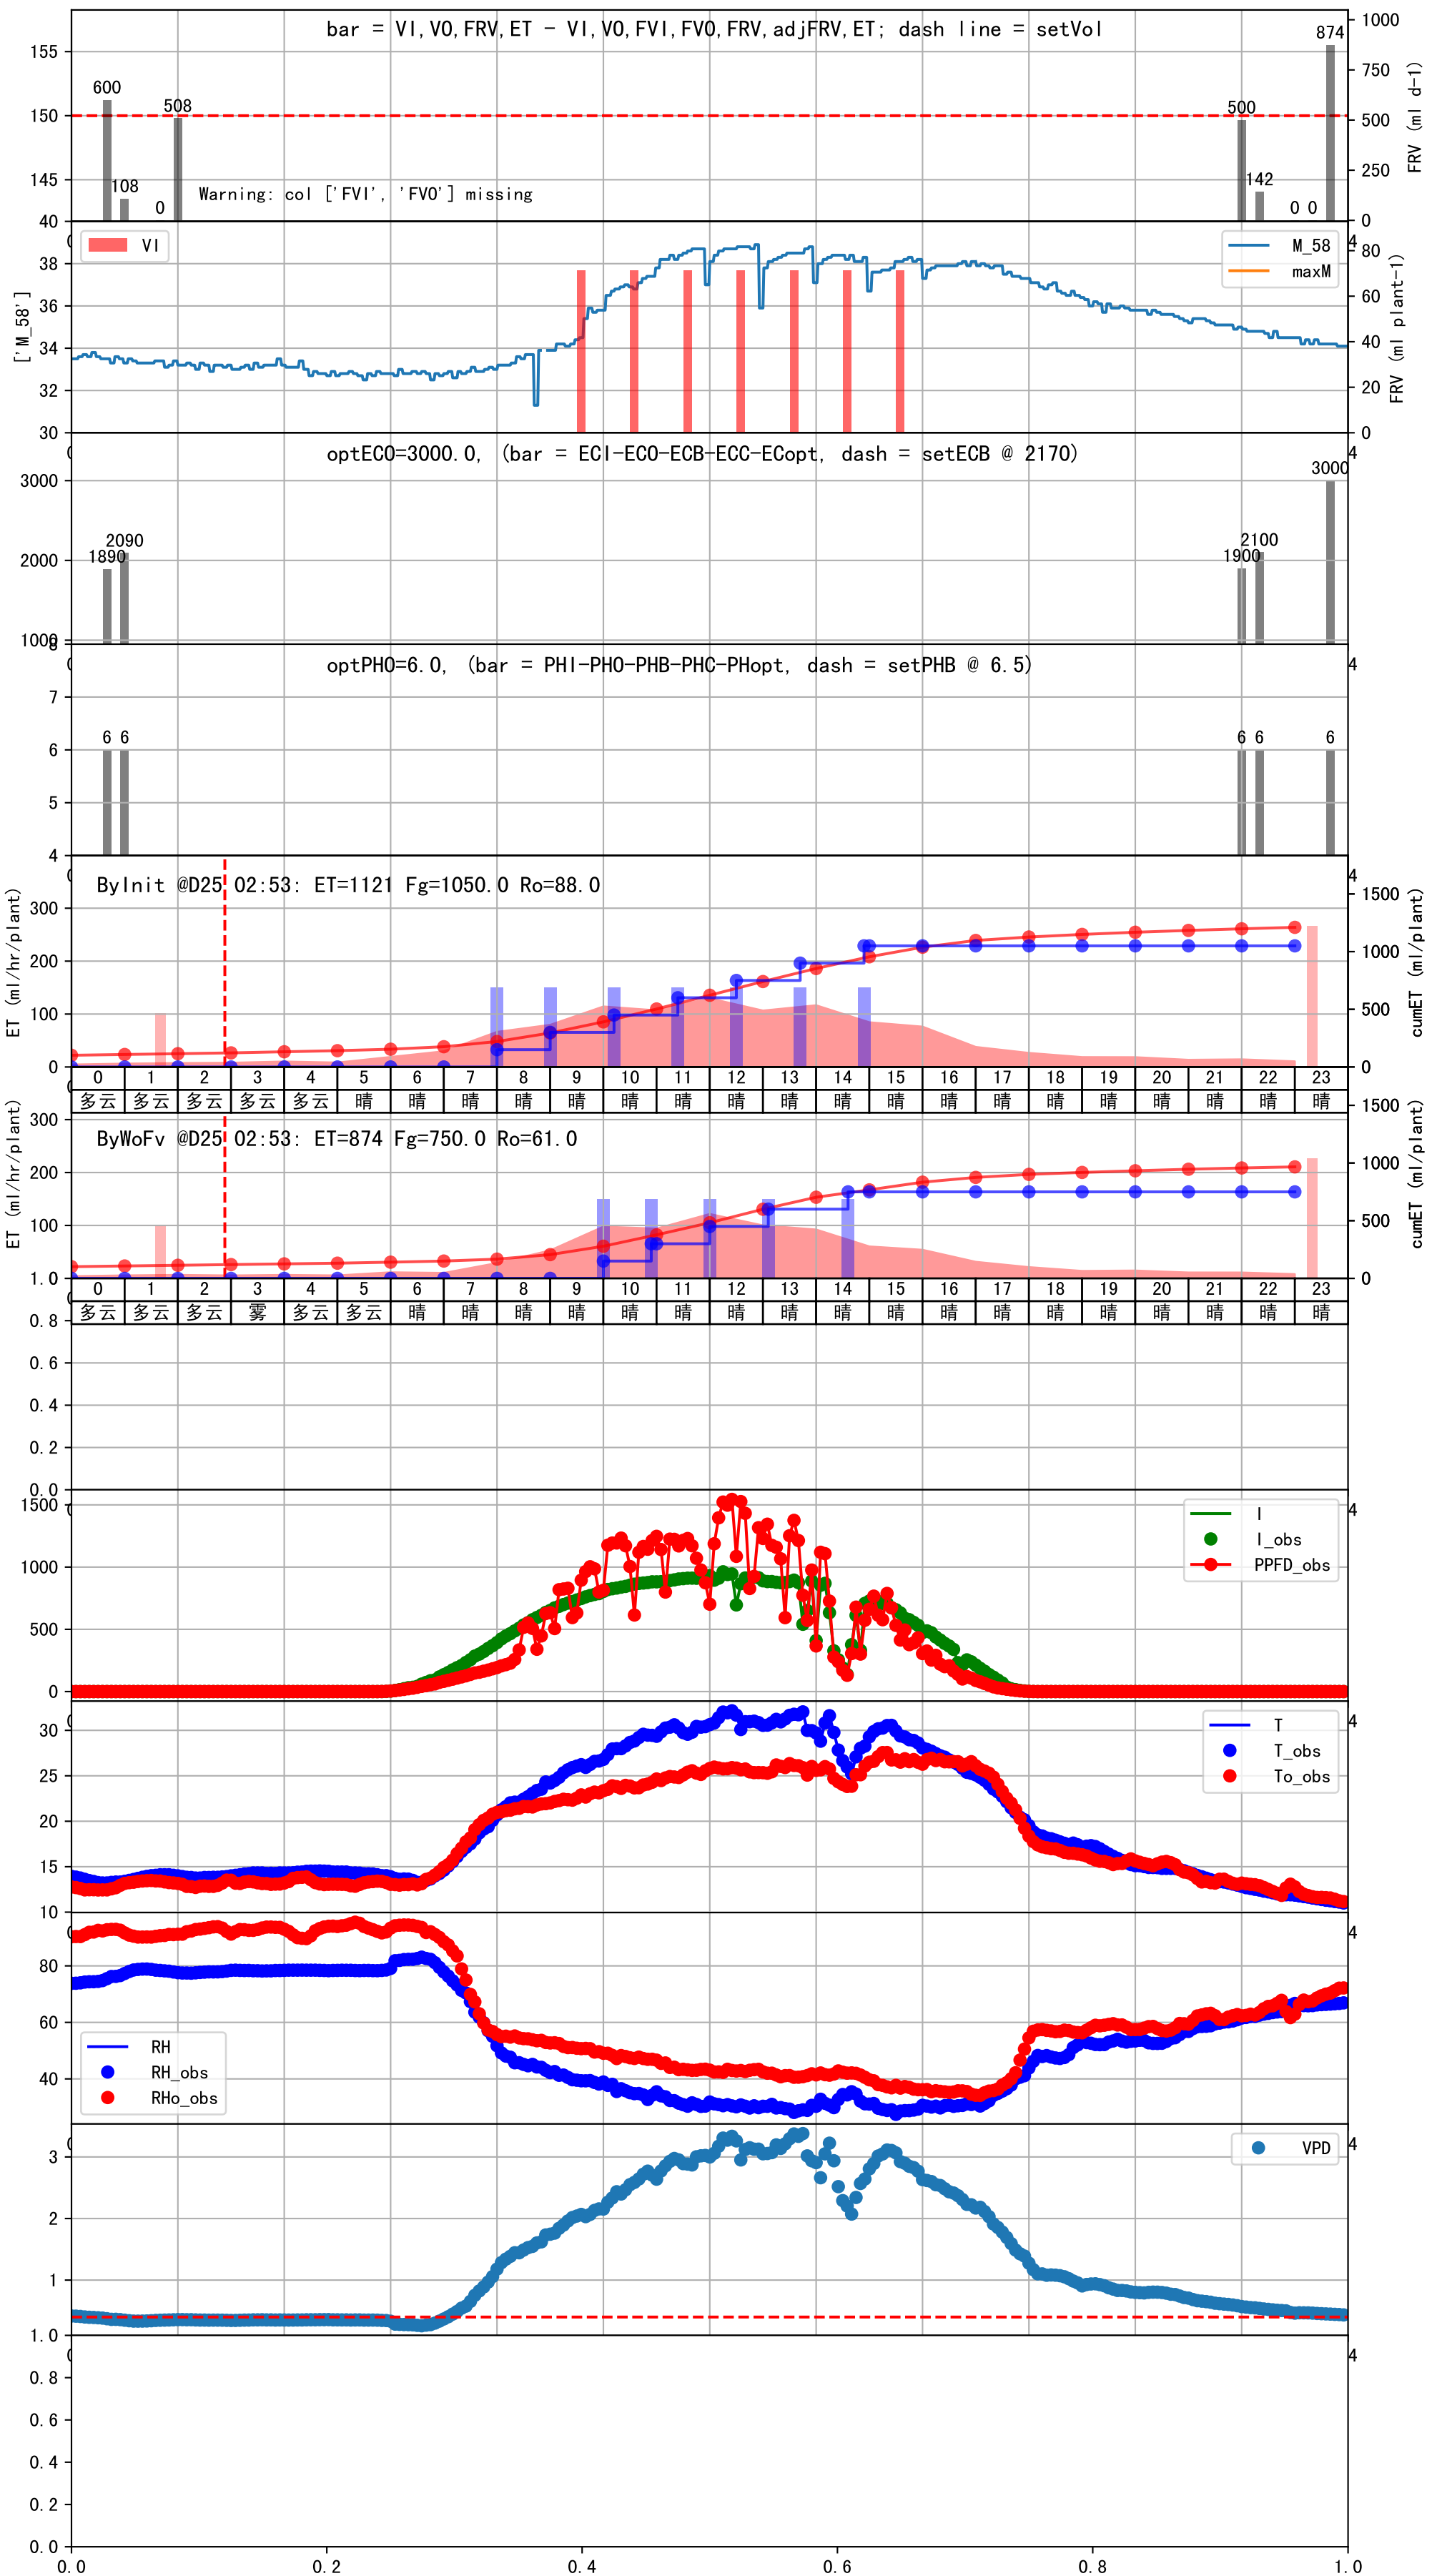 bar = VI,VO,FRV,ET - VI,VO,FVI,FVO,FRV,adjFRV,ET; dash line = setVol
155
150
145
40
1000
750
500
250
0
FRV (ml d-1)
600
108
0
508
500
142
0 0
874
Warning: col ['FVI', 'FVO'] missing
VI
M_58
maxM
['M_58']
38
36
34
32
30
80
60
40
20
0
FRV (ml plant-1)
optECO=3000.0, (bar = ECI-ECO-ECB-ECC-ECopt, dash = setECB @ 2170)
3000
2000
1000
1890
2090
1900
2100
3000
optPHO=6.0, (bar = PHI-PHO-PHB-PHC-PHopt, dash = setPHB @ 6.5)
8
7
6
5
4
6 6
6 6
6
ByInit @D25 02:53: ET=1121 Fg=1050.0 Ro=88.0
ET (ml/hr/plant)
300
200
100
0
1500
1000
500
0
cumET (ml/plant)
0 1 2 3 4 5 6 7 8 9 10 11 12 13 14 15 16 17 18 19 20 21 22 23
多云 多云 多云 多云 多云 晴 晴 晴 晴 晴 晴 晴 晴 晴 晴 晴 晴 晴 晴 晴 晴 晴 晴 晴
ByWoFv @D25 02:53: ET=874 Fg=750.0 Ro=61.0
ET (ml/hr/plant)
300
200
100
1500
1000
500
0
cumET (ml/plant)
0 1 2 3 4 5 6 7 8 9 10 11 12 13 14 15 16 17 18 19 20 21 22 23
多云 多云 多云 雾 多云 多云 晴 晴 晴 晴 晴 晴 晴 晴 晴 晴 晴 晴 晴 晴 晴 晴 晴 晴
1.0
0.8
0.6
0.4
0.2
0.0
1500
1000
500
0
I
I_obs
PPFD_obs
30
25
20
15
10
T
T_obs
To_obs
80
60
40
RH
RH_obs
RHo_obs
3
2
1
VPD
1.0
0.8
0.6
0.4
0.2
0.0
0.0 0.2 0.4 0.6 0.8 1.0